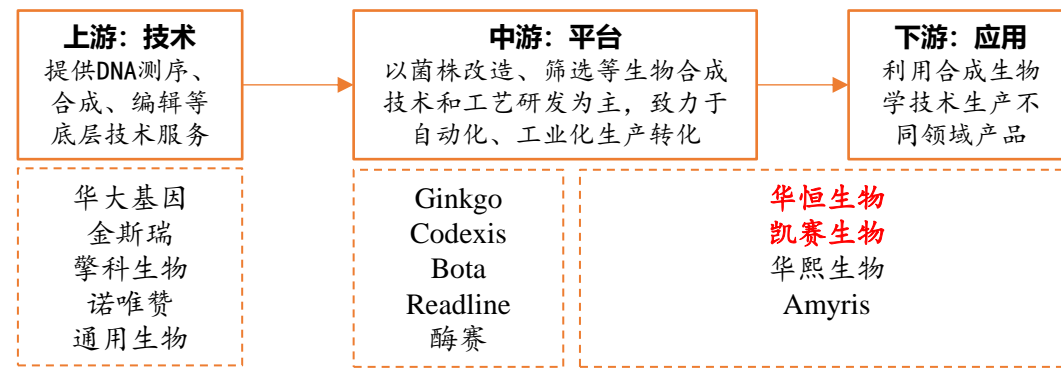 上游：技术
提供DNA测序、
合成、编辑等
底层技术服务
中游：平台
以菌株改造、筛选等生物合成
技术和工艺研发为主，致力于
自动化、工业化生产转化
下游：应用
利用合成生物
学技术生产不
同领域产品
华大基因
金斯瑞
擎科生物
诺唯赞
通用生物
Ginkgo
Codexis
Bota
Readline
酶赛
华恒生物
凯赛生物
华熙生物
Amyris